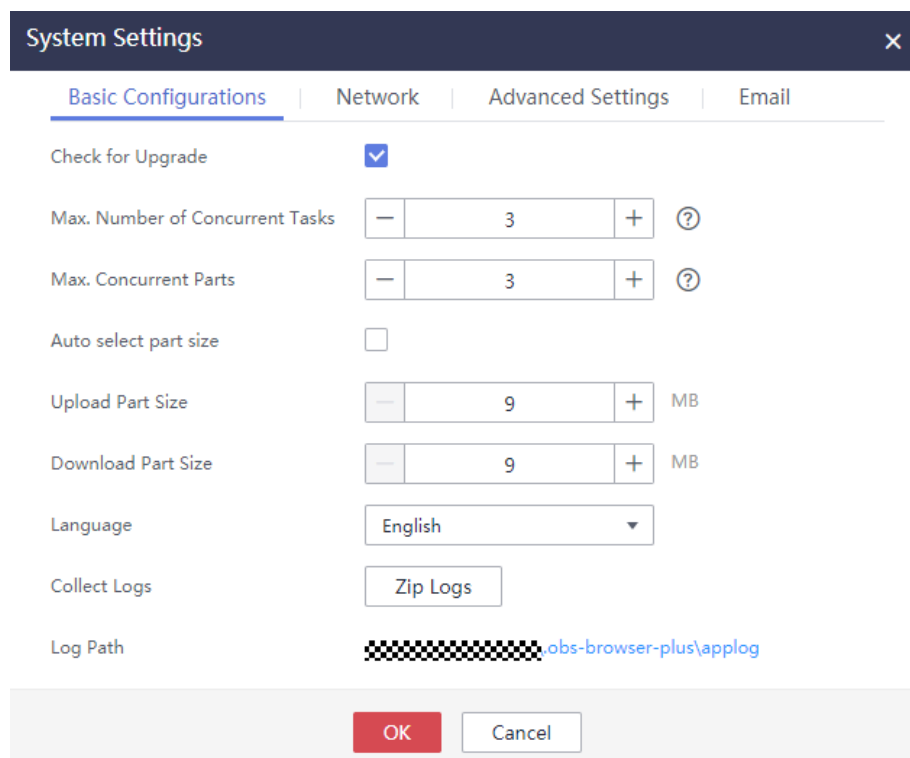 System Settings
Basic Configurations | Network | Advanced Settings | Email
Check for Upgrade
Max. Number of Concurrent Tasks − 3 + ?
Max. Concurrent Parts − 3 + ?
Auto select part size
Upload Part Size − 9 + MB
Download Part Size − 9 + MB
Language English
Collect Logs Zip Logs
Log Path \.obs-browser-plus\applog
OK Cancel